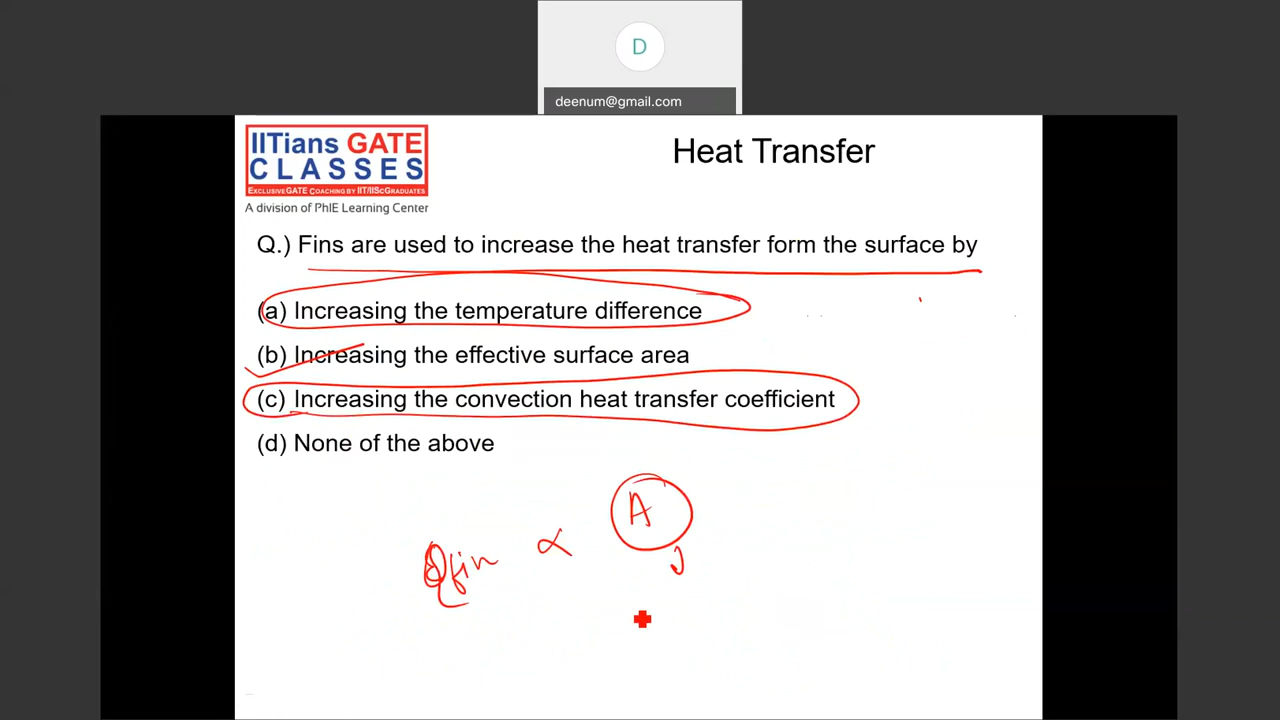 D
deenum@gmail.com
IITians GATE
CLASSES
EXCLUSIVE GATE COACHING BY IIT/IISc GRADUATES
A division of PhIE Learning Center
Heat Transfer
Q.) Fins are used to increase the heat transfer form the surface by
(a) Increasing the temperature difference
(b) Increasing the effective surface area
(c) Increasing the convection heat transfer coefficient
(d) None of the above
Qfin ∝ A